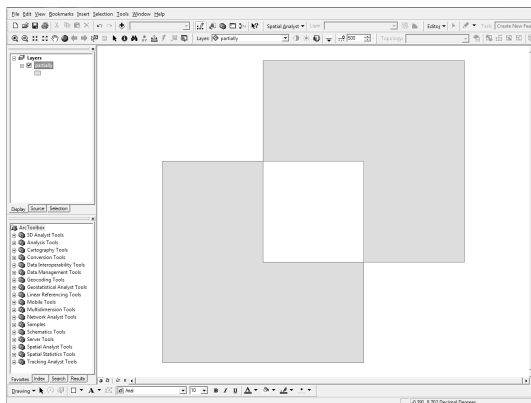 File Edit View Bookmarks Insert Selection Tools Window Help
Spatial Analyst Layer: Editor Task: Create New Fea
Layers partially 500 Topology:
Layers
partially
Display Source Selection
ArcToolbox
3D Analyst Tools
Analysis Tools
Cartography Tools
Conversion Tools
Data Interoperability Tools
Data Management Tools
Geocoding Tools
Geostatistical Analyst Tools
Linear Referencing Tools
Mobile Tools
Multidimension Tools
Network Analyst Tools
Samples
Schematics Tools
Server Tools
Spatial Analyst Tools
Spatial Statistics Tools
Tracking Analyst Tools
Favorites Index Search Results
Drawing A Arial 10 B I U A
Decimal Degrees